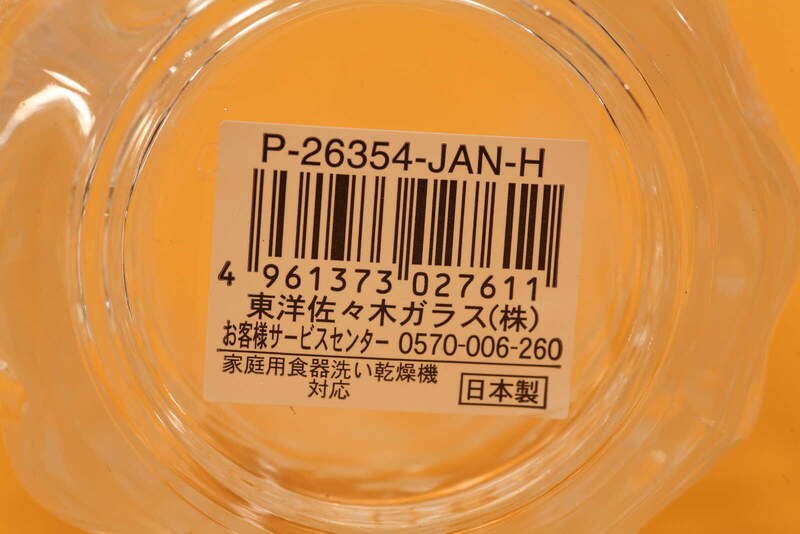 P-26354-JAN-H
4 961373 027611
東洋佐々木ガラス(株)
お客様サービスセンター 0570-006-260
家庭用食器洗い乾燥機
対応
日本製